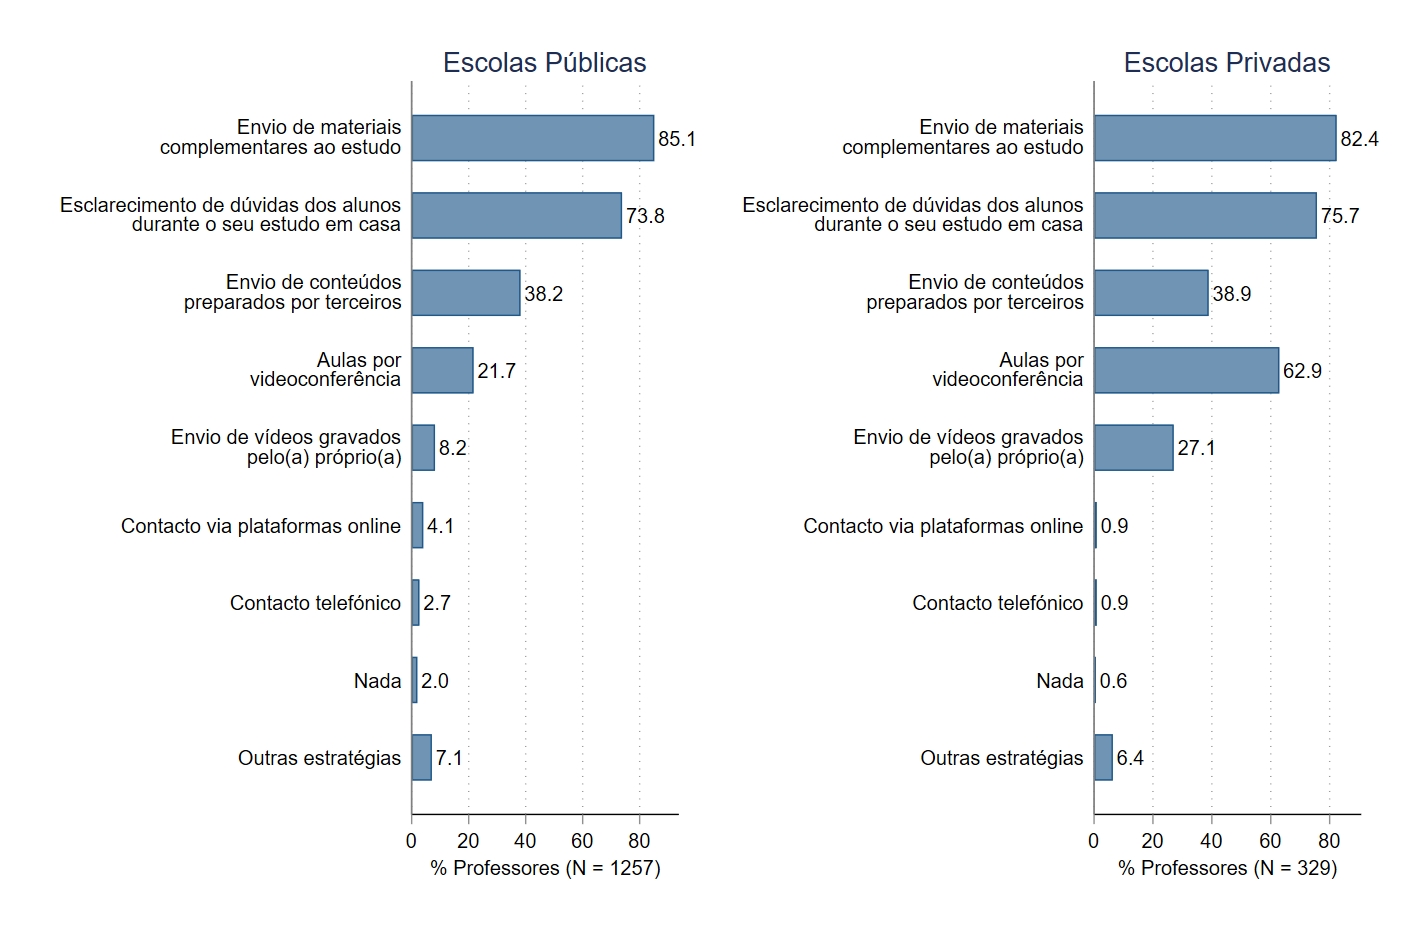 Escolas Públicas
Envio de materiais
complementares ao estudo
85.1
Esclarecimento de dúvidas dos alunos
durante o seu estudo em casa
73.8
Envio de conteúdos
preparados por terceiros
38.2
Aulas por
videoconferência
21.7
Envio de vídeos gravados
pelo(a) próprio(a)
8.2
Contacto via plataformas online
4.1
Contacto telefónico
2.7
Nada
2.0
Outras estratégias
7.1
0 20 40 60 80
% Professores (N = 1257)
Escolas Privadas
Envio de materiais
complementares ao estudo
82.4
Esclarecimento de dúvidas dos alunos
durante o seu estudo em casa
75.7
Envio de conteúdos
preparados por terceiros
38.9
Aulas por
videoconferência
62.9
Envio de vídeos gravados
pelo(a) próprio(a)
27.1
Contacto via plataformas online
0.9
Contacto telefónico
0.9
Nada
0.6
Outras estratégias
6.4
0 20 40 60 80
% Professores (N = 329)